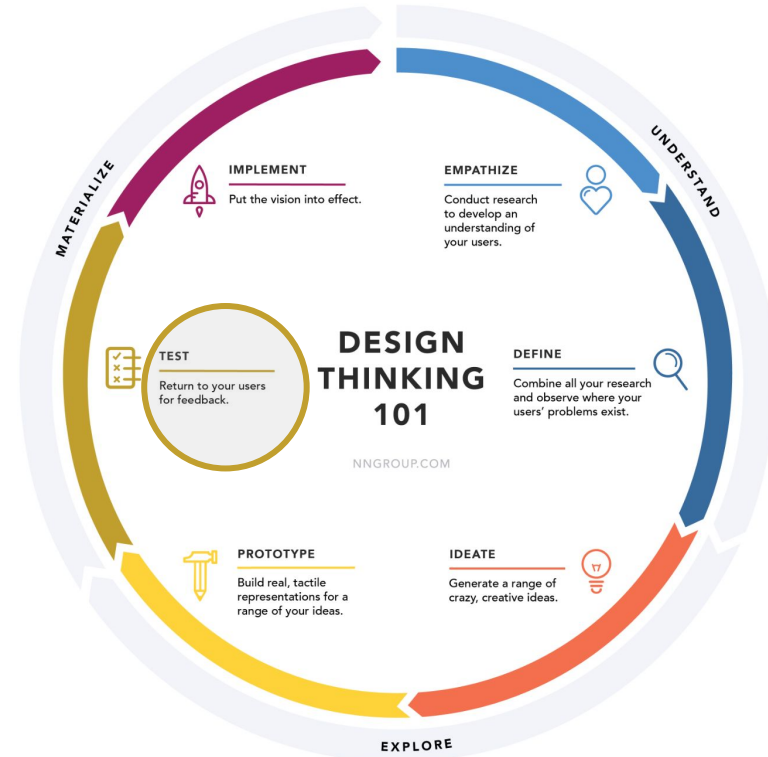 UNDERSTAND
MATERIALIZE
EXPLORE
DESIGN
THINKING
101
NNGROUP.COM
EMPATHIZE
Conduct research
to develop an
understanding of
your users.
DEFINE
Combine all your research
and observe where your
users’ problems exist.
IDEATE
Generate a range of
crazy, creative ideas.
PROTOTYPE
Build real, tactile
representations for a
range of your ideas.
TEST
Return to your users
for feedback.
IMPLEMENT
Put the vision into effect.